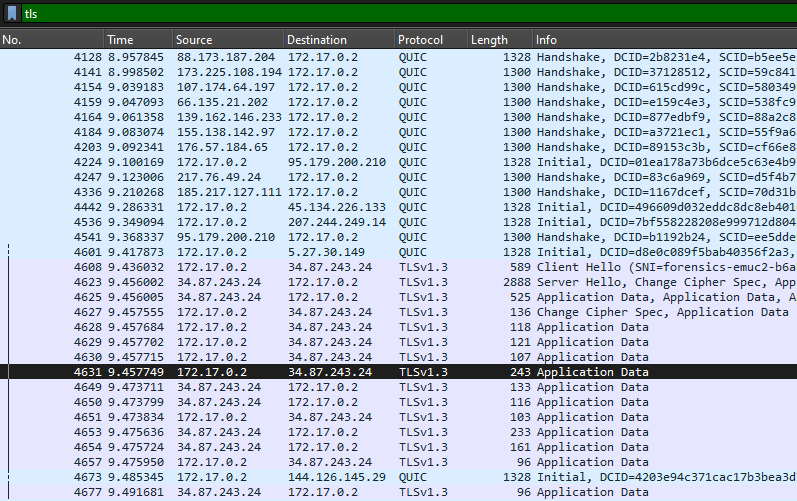 tls
No. Time Source Destination Protocol Length Info
4128 8.957845 88.173.187.204 172.17.0.2 QUIC 1328 Handshake, DCID=2b8231e4, SCID=b5ee5e
4141 8.998502 173.225.108.194 172.17.0.2 QUIC 1300 Handshake, DCID=37128512, SCID=59c841
4154 9.039183 107.174.64.197 172.17.0.2 QUIC 1300 Handshake, DCID=615cd99c, SCID=580349
4159 9.047093 66.135.21.202 172.17.0.2 QUIC 1300 Handshake, DCID=e159c4e3, SCID=538fc9
4164 9.061358 139.162.146.233 172.17.0.2 QUIC 1300 Handshake, DCID=877edbf9, SCID=88a2c8
4184 9.083074 155.138.142.97 172.17.0.2 QUIC 1300 Handshake, DCID=a3721ec1, SCID=55f9a6
4203 9.092341 176.57.184.65 172.17.0.2 QUIC 1300 Handshake, DCID=89153c3b, SCID=cf66e8
4224 9.100169 172.17.0.2 95.179.200.210 QUIC 1328 Initial, DCID=01ea178a73b6dce5c63e4b9
4247 9.123006 217.76.49.24 172.17.0.2 QUIC 1300 Handshake, DCID=83c6a969, SCID=d5f4b7
4336 9.210268 185.217.127.111 172.17.0.2 QUIC 1300 Handshake, DCID=1167dcef, SCID=70d31b
4442 9.286331 172.17.0.2 45.134.226.133 QUIC 1328 Initial, DCID=496609d032eddc8dc8eb401
4536 9.349094 172.17.0.2 207.244.249.14 QUIC 1328 Initial, DCID=7bf558228208e999712d804
4541 9.368337 95.179.200.210 172.17.0.2 QUIC 1300 Handshake, DCID=b1192b24, SCID=ee5dde
4601 9.417873 172.17.0.2 5.27.30.149 QUIC 1328 Initial, DCID=d8e0c089f5bab40356f2a3,
4608 9.436032 172.17.0.2 34.87.243.24 TLSv1.3 589 Client Hello (SNI=forensics-emuc2-b6a
4623 9.456002 34.87.243.24 172.17.0.2 TLSv1.3 2888 Server Hello, Change Cipher Spec, App
4625 9.456005 34.87.243.24 172.17.0.2 TLSv1.3 525 Application Data, Application Data, A
4627 9.457555 172.17.0.2 34.87.243.24 TLSv1.3 136 Change Cipher Spec, Application Data
4628 9.457684 172.17.0.2 34.87.243.24 TLSv1.3 118 Application Data
4629 9.457702 172.17.0.2 34.87.243.24 TLSv1.3 121 Application Data
4630 9.457715 172.17.0.2 34.87.243.24 TLSv1.3 107 Application Data
4631 9.457749 172.17.0.2 34.87.243.24 TLSv1.3 243 Application Data
4649 9.473711 34.87.243.24 172.17.0.2 TLSv1.3 133 Application Data
4650 9.473799 34.87.243.24 172.17.0.2 TLSv1.3 116 Application Data
4651 9.473834 172.17.0.2 34.87.243.24 TLSv1.3 103 Application Data
4653 9.475636 34.87.243.24 172.17.0.2 TLSv1.3 233 Application Data
4654 9.475724 34.87.243.24 172.17.0.2 TLSv1.3 161 Application Data
4657 9.475950 34.87.243.24 172.17.0.2 TLSv1.3 96 Application Data
4673 9.485345 172.17.0.2 144.126.145.29 QUIC 1328 Initial, DCID=4203e94c371cac17b3bea3d
4677 9.491681 34.87.243.24 172.17.0.2 TLSv1.3 96 Application Data